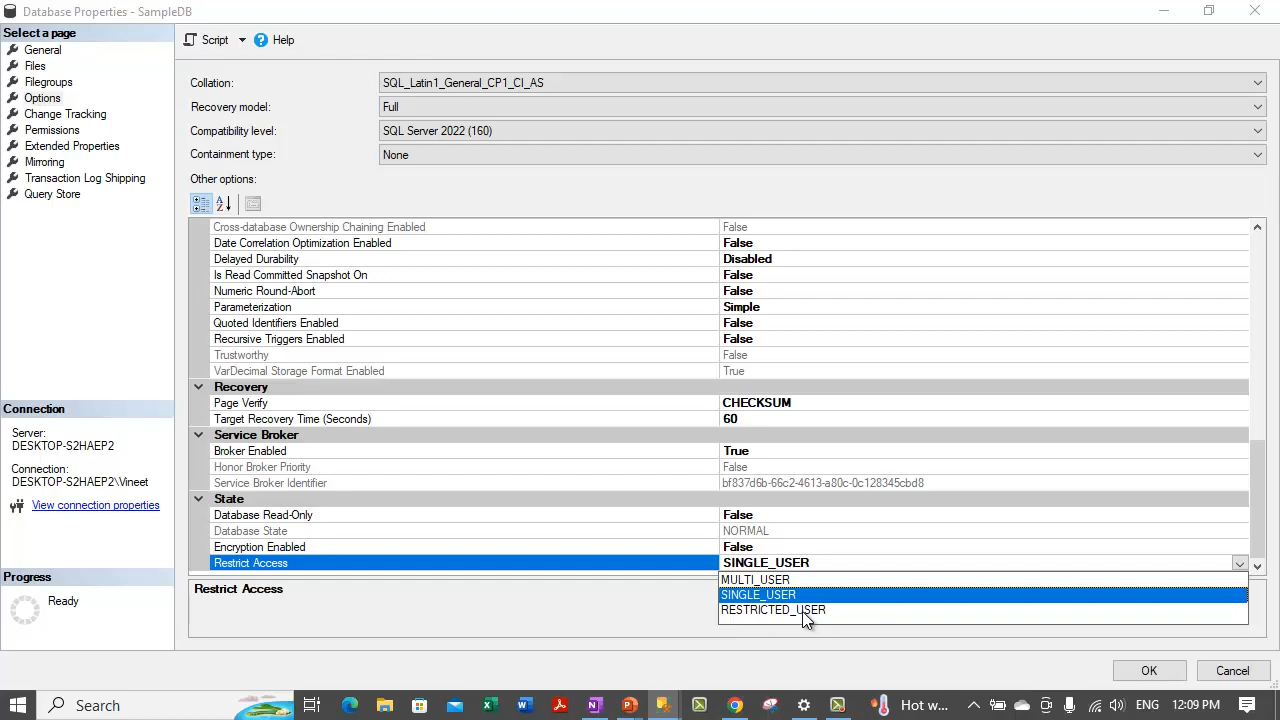 Database Properties - SampleDB
Select a page
General
Files
Filegroups
Options
Change Tracking
Permissions
Extended Properties
Mirroring
Transaction Log Shipping
Query Store
Connection
Server:
DESKTOP-S2HAEP2
Connection:
DESKTOP-S2HAEP2\Vineet
View connection properties
Progress
Ready
Script
Help
Collation: SQL_Latin1_General_CP1_CI_AS
Recovery model: Full
Compatibility level: SQL Server 2022 (160)
Containment type: None
Other options:
Cross-database Ownership Chaining Enabled False
Date Correlation Optimization Enabled False
Delayed Durability Disabled
Is Read Committed Snapshot On False
Numeric Round-Abort False
Parameterization Simple
Quoted Identifiers Enabled False
Recursive Triggers Enabled False
Trustworthy False
VarDecimal Storage Format Enabled True
Recovery
Page Verify CHECKSUM
Target Recovery Time (Seconds) 60
Service Broker
Broker Enabled True
Honor Broker Priority False
Service Broker Identifier bf837d6b-66c2-4613-a80c-0c128345cbd8
State
Database Read-Only False
Database State NORMAL
Encryption Enabled False
Restrict Access SINGLE_USER
MULTI_USER
SINGLE_USER
RESTRICTED_USER
Restrict Access
OK
Cancel
Search
Hot w...
ENG
12:09 PM